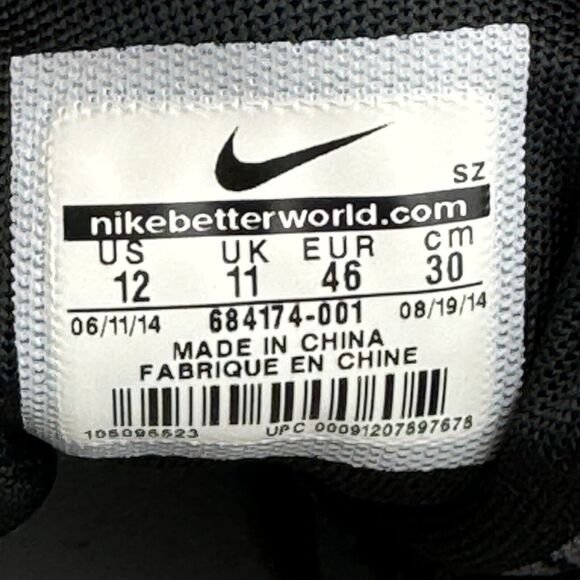 SZ
nikebetterworld.com
US UK EUR cm
12 11 46 30
06/11/14 684174-001 08/19/14
MADE IN CHINA
FABRIQUE EN CHINE
UPC 00091207897678